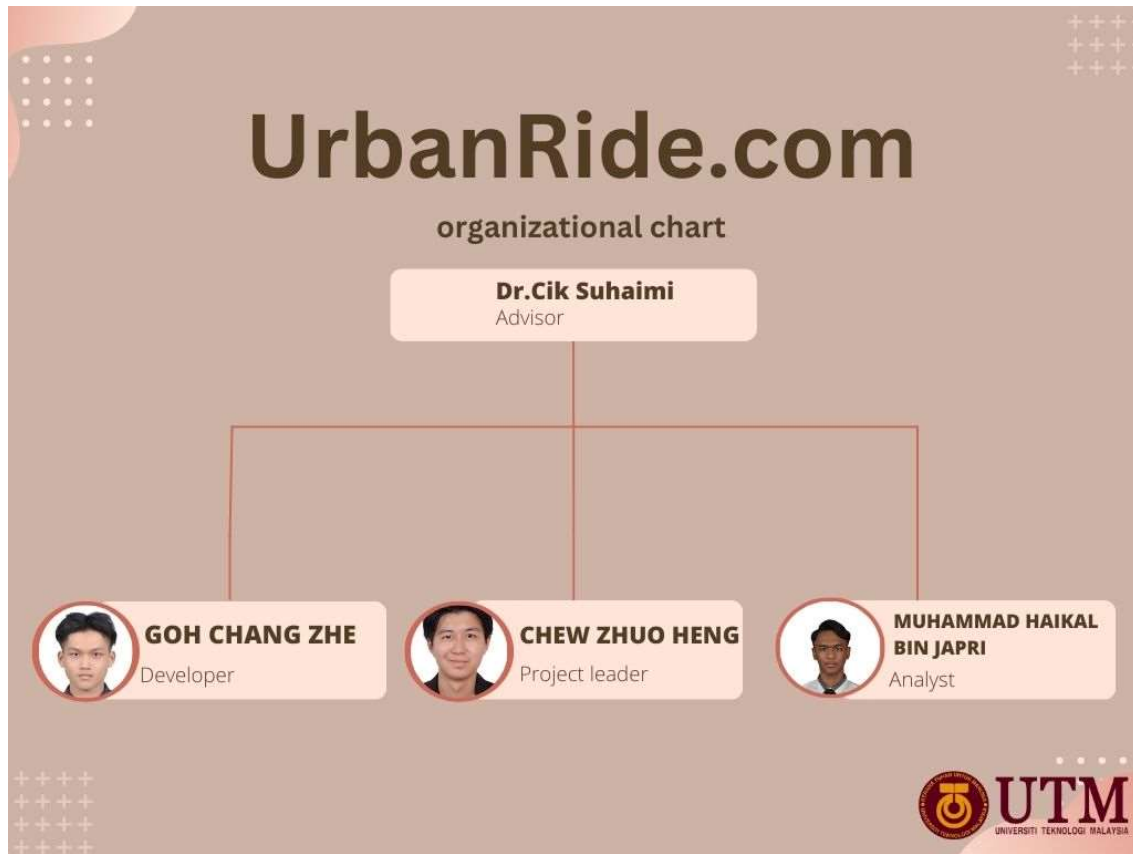 UrbanRide.com
organizational chart
Dr.Cik Suhaimi
Advisor
GOH CHANG ZHE
Developer
CHEW ZHUO HENG
Project leader
MUHAMMAD HAIKAL
BIN JAPRI
Analyst
UTM
UNIVERSITI TEKNOLOGI MALAYSIA